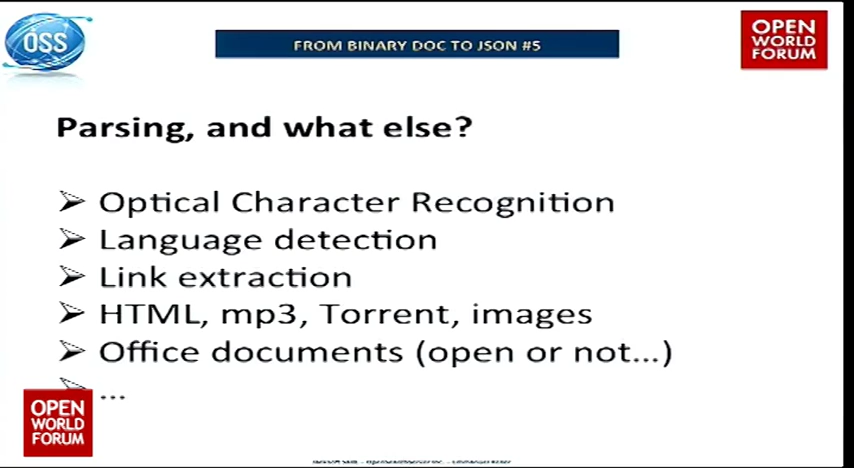 OSS
FROM BINARY DOC TO JSON #5
OPEN
WORLD
FORUM
Parsing, and what else?
Optical Character Recognition
Language detection
Link extraction
HTML, mp3, Torrent, images
Office documents (open or not...)
...
OPEN
WORLD
FORUM